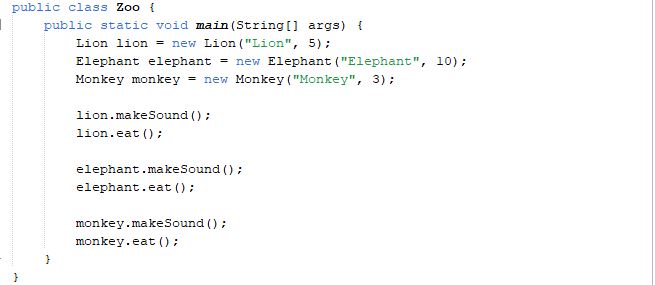 public class Zoo {
public static void main(String[] args) {
Lion lion = new Lion("Lion", 5);
Elephant elephant = new Elephant("Elephant", 10);
Monkey monkey = new Monkey("Monkey", 3);
lion.makeSound();
lion.eat();
elephant.makeSound();
elephant.eat();
monkey.makeSound();
monkey.eat();
}
}